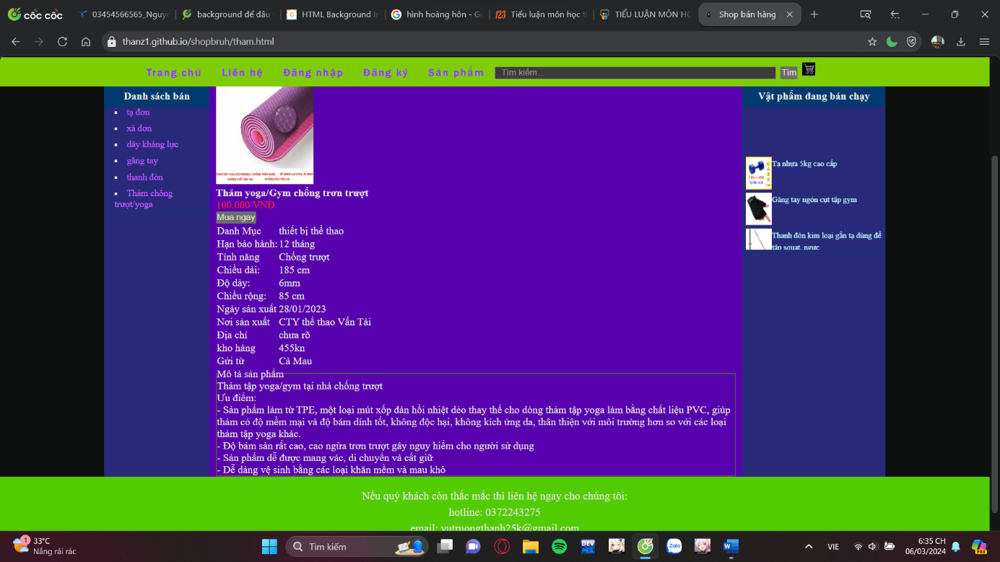 cốc cốc
03454566565_Nguye
background để đâu
HTML Background Im
hình hoàng hôn - Go
Tiểu luận môn học th
TIỂU LUẬN MÔN HỌ
Shop bán hàng
thanz1.github.io/shopbruh/tham.html
Trang chủ Liên hệ Đăng nhập Đăng ký Sản phẩm Tìm kiếm... Tìm
Danh sách bán
tạ đơn
xà đơn
dây kháng lực
găng tay
thanh đòn
Thảm chống
trượt/yoga
Thảm yoga/Gym chống trơn trượt
100.000 VNĐ
Mua ngay
Danh Mục thiết bị thể thao
Hạn bảo hành: 12 tháng
Tính năng Chống trượt
Chiều dài: 185 cm
Độ dày: 6mm
Chiều rộng: 85 cm
Ngày sản xuất 28/01/2023
Nơi sản xuất CTY thể thao Vấn Tài
Địa chỉ chưa rõ
kho hàng 455kn
Gửi từ Cà Mau
Mô tả sản phẩm
Thảm tập yoga/gym tại nhà chống trượt
Ưu điểm:
- Sản phẩm làm từ TPE, một loại mút xốp đàn hồi nhiệt dẻo thay thế cho dòng thảm tập yoga làm bằng chất liệu PVC, giúp
thảm có độ mềm mại và độ bám dính tốt, không độc hại, không kích ứng da, thân thiện với môi trường hơn so với các loại
thảm tập yoga khác.
- Độ bám sàn rất cao, cao ngừa trơn trượt gây nguy hiểm cho người sử dụng
- Sản phẩm dễ được mang vác, di chuyển và cất giữ
- Dễ dàng vệ sinh bằng các loại khăn mềm và mau khô
Vật phẩm đang bán chạy
Tạ nhựa 5kg cao cấp
Găng tay ngón cụt tập gym
Thanh đòn kim loại gắn tạ dùng để
tập squat, ngực
Nếu quý khách còn thắc mắc thì liên hệ ngay cho chúng tôi:
hotline: 0372243275
email: vutruongthanh25k@gmail.com
1
33°C
Nắng rải rác
Tìm kiếm
DEV
Zalo
VIE
6:35 CH
06/03/2024
PRE